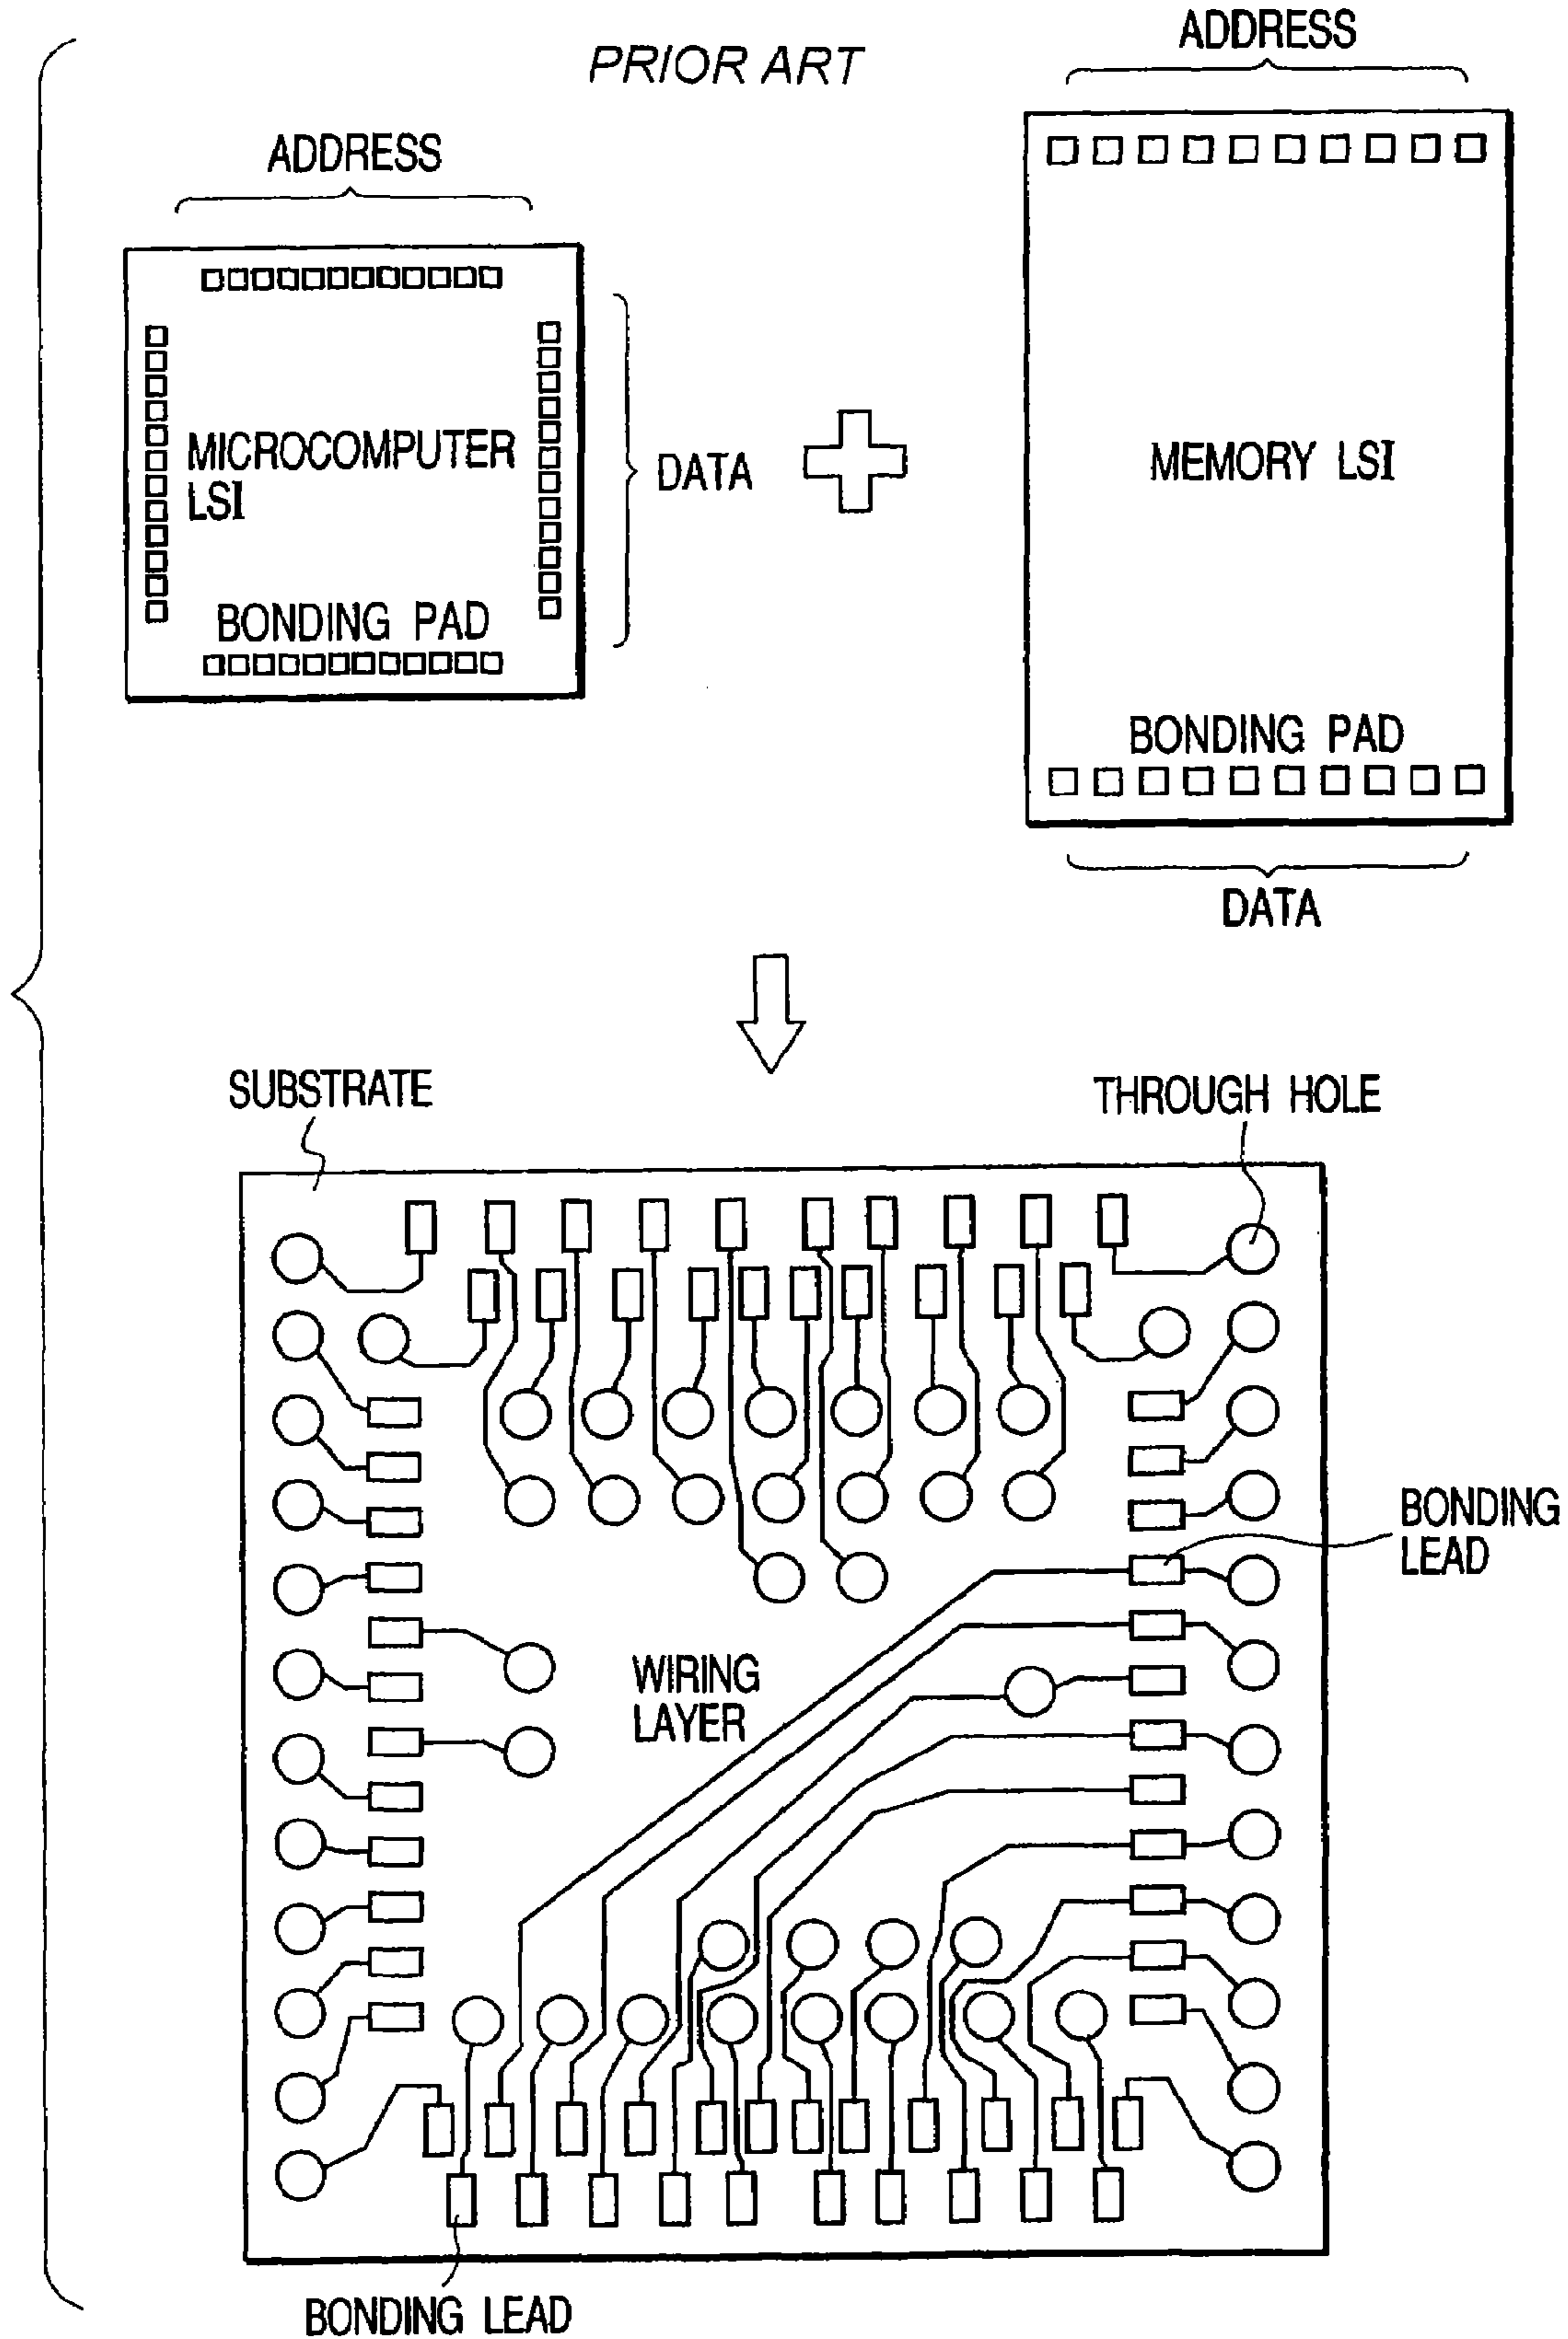 PRIOR ART
ADDRESS
ADDRESS
MICROCOMPUTER
LSI
DATA
MEMORY LSI
BONDING PAD
BONDING PAD
DATA
SUBSTRATE
THROUGH HOLE
BONDING
LEAD
WIRING
LAYER
BONDING LEAD